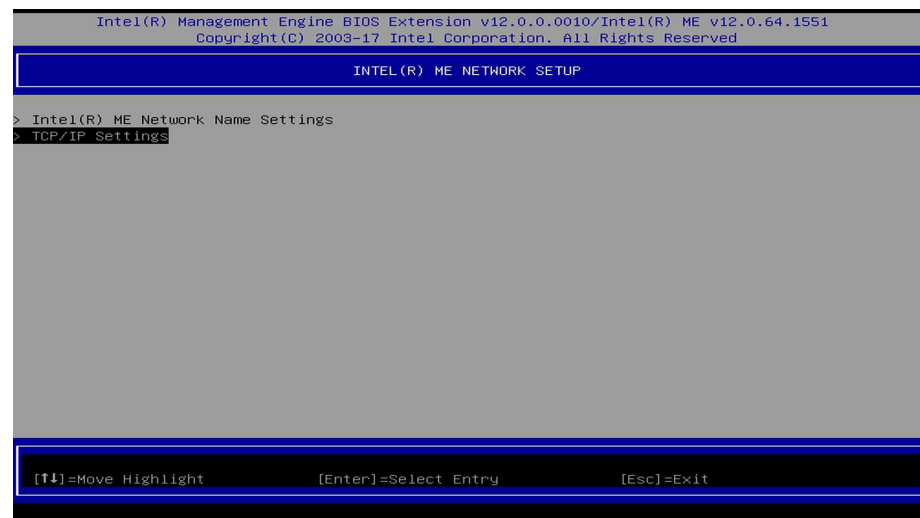 Intel(R) Management Engine BIOS Extension v12.0.0.0010/Intel(R) ME v12.0.64.1551
Copyright(C) 2003-17 Intel Corporation. All Rights Reserved
INTEL(R) ME NETWORK SETUP
> Intel(R) ME Network Name Settings
> TCP/IP Settings
[↑↓]=Move Highlight [Enter]=Select Entry [Esc]=Exit